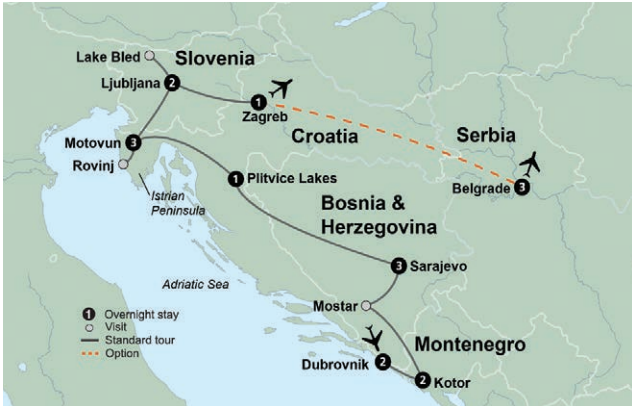 Lake Bled
Slovenia
Ljubljana
2
1
Zagreb
Croatia
Serbia
Motovun
3
Rovinj
Istrian
Peninsula
1
Plitvice Lakes
Belgrade
3
Bosnia &
Herzegovina
Adriatic Sea
3
Sarajevo
Mostar
Montenegro
Dubrovnik
2
2
Kotor
1 Overnight stay
Visit
Standard tour
Option